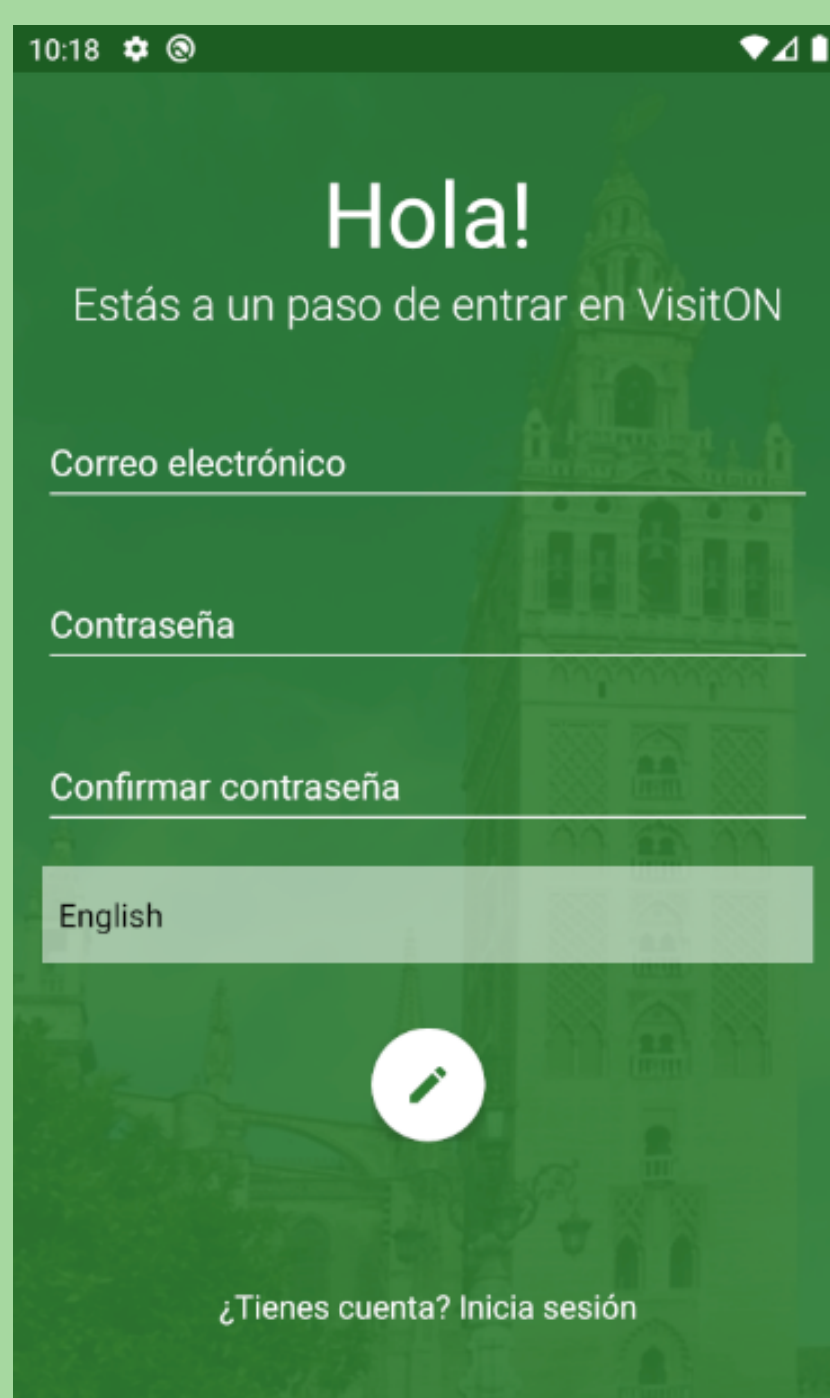 10:18
Hola!
Estás a un paso de entrar en VisitON
Correo electrónico
Contraseña
Confirmar contraseña
English
¿Tienes cuenta? Inicia sesión